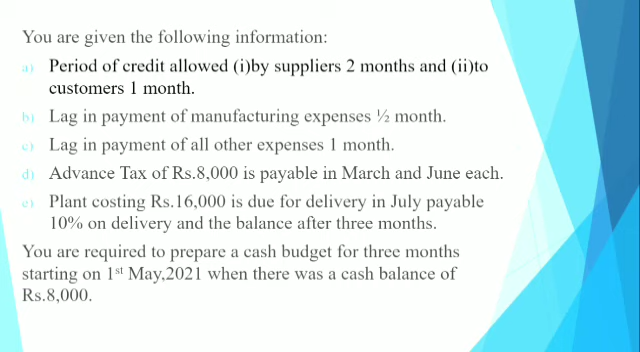 You are given the following information:
a) Period of credit allowed (i)by suppliers 2 months and (ii)to
customers 1 month.
b) Lag in payment of manufacturing expenses ½ month.
c) Lag in payment of all other expenses 1 month.
d) Advance Tax of Rs.8,000 is payable in March and June each.
e) Plant costing Rs.16,000 is due for delivery in July payable
10% on delivery and the balance after three months.
You are required to prepare a cash budget for three months
starting on 1st May,2021 when there was a cash balance of
Rs.8,000.